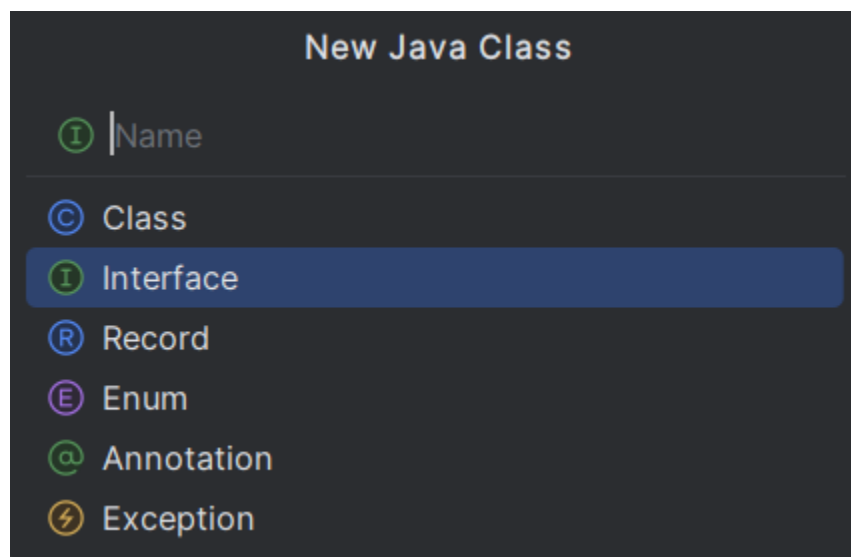 New Java Class
I Name
C Class
I Interface
R Record
E Enum
@ Annotation
Exception